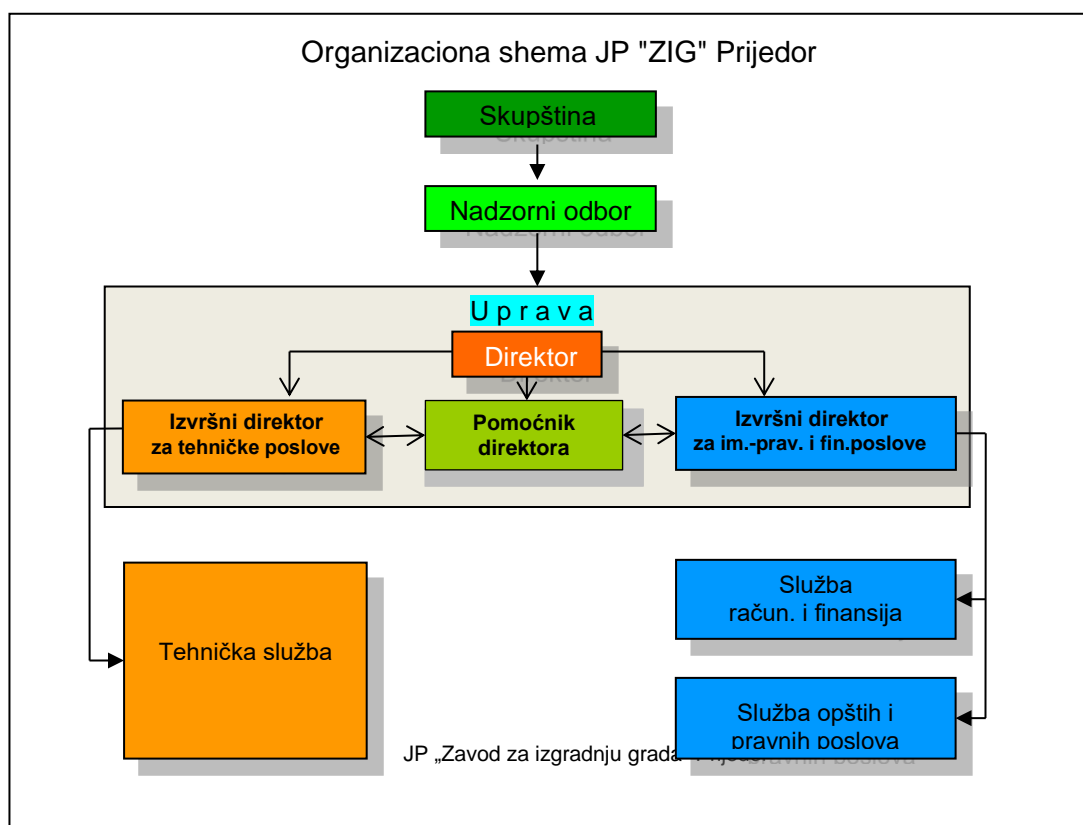 Organizaciona shema JP "ZIG" Prijedor
Skupština
Nadzorni odbor
U p r a v a
Direktor
Izvršni direktor
za tehničke poslove
Pomoćnik
direktora
Izvršni direktor
za im.-prav. i fin.poslove
Tehnička služba
Služba
račun. i finansija
Služba opštih i
pravnih poslova
JP „Zavod za izgradnju grada